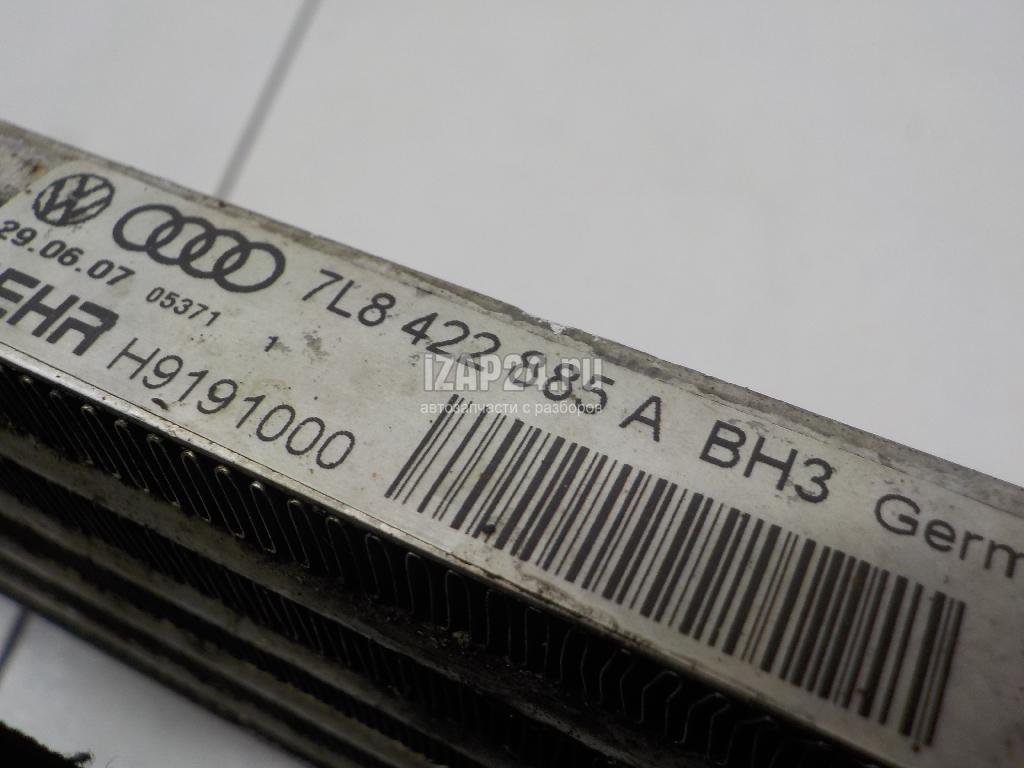 29.06.07
05371
1
7L8 422 885 A BH3 Germ
EHR
H9191000
iZAP24.ru
автозапчасти с разборов